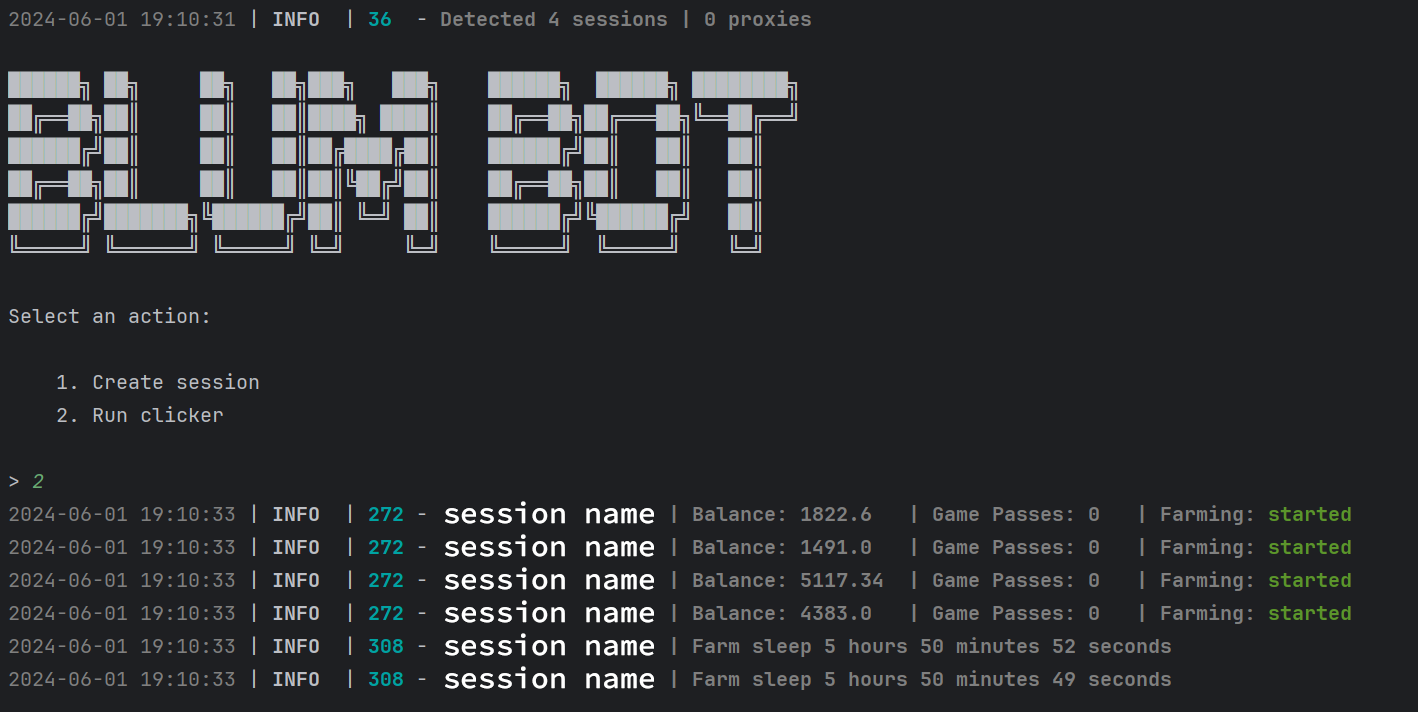 2024-06-01 19:10:31 | INFO | 36 - Detected 4 sessions | 0 proxies
BLUM BOT
Select an action:
1. Create session
2. Run clicker
> 2
2024-06-01 19:10:33 | INFO | 272 - session name | Balance: 1822.6 | Game Passes: 0 | Farming: started
2024-06-01 19:10:33 | INFO | 272 - session name | Balance: 1491.0 | Game Passes: 0 | Farming: started
2024-06-01 19:10:33 | INFO | 272 - session name | Balance: 5117.34 | Game Passes: 0 | Farming: started
2024-06-01 19:10:33 | INFO | 272 - session name | Balance: 4383.0 | Game Passes: 0 | Farming: started
2024-06-01 19:10:33 | INFO | 308 - session name | Farm sleep 5 hours 50 minutes 52 seconds
2024-06-01 19:10:33 | INFO | 308 - session name | Farm sleep 5 hours 50 minutes 49 seconds